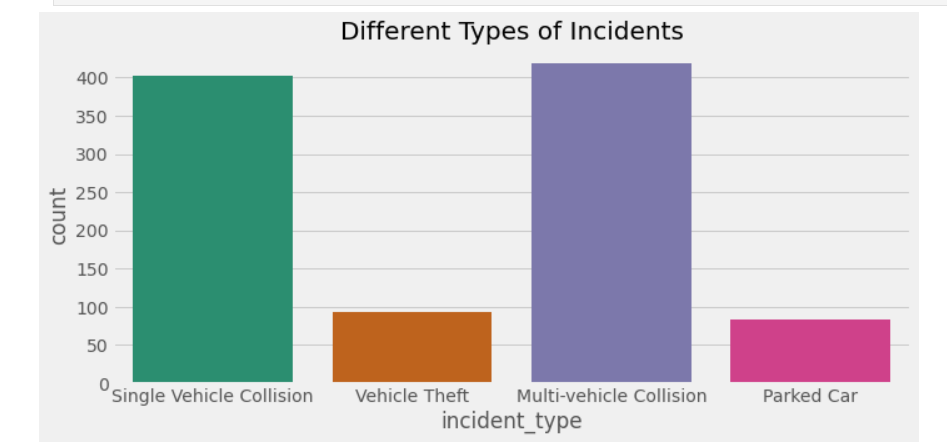 Different Types of Incidents
400
350
300
250
200
150
100
50
0
count
Single Vehicle Collision
Vehicle Theft
Multi-vehicle Collision
Parked Car
incident_type